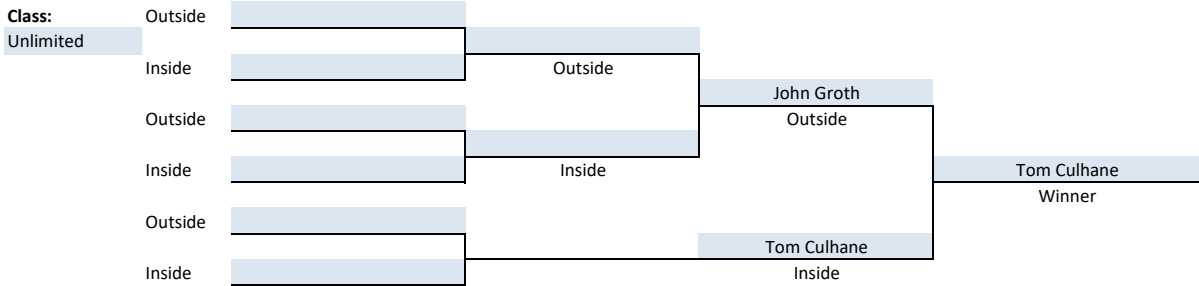 Class: Outside
Unlimited
Inside Outside
John Groth
Outside Outside
Inside Inside Tom Culhane
Winner
Outside
Tom Culhane
Inside Inside